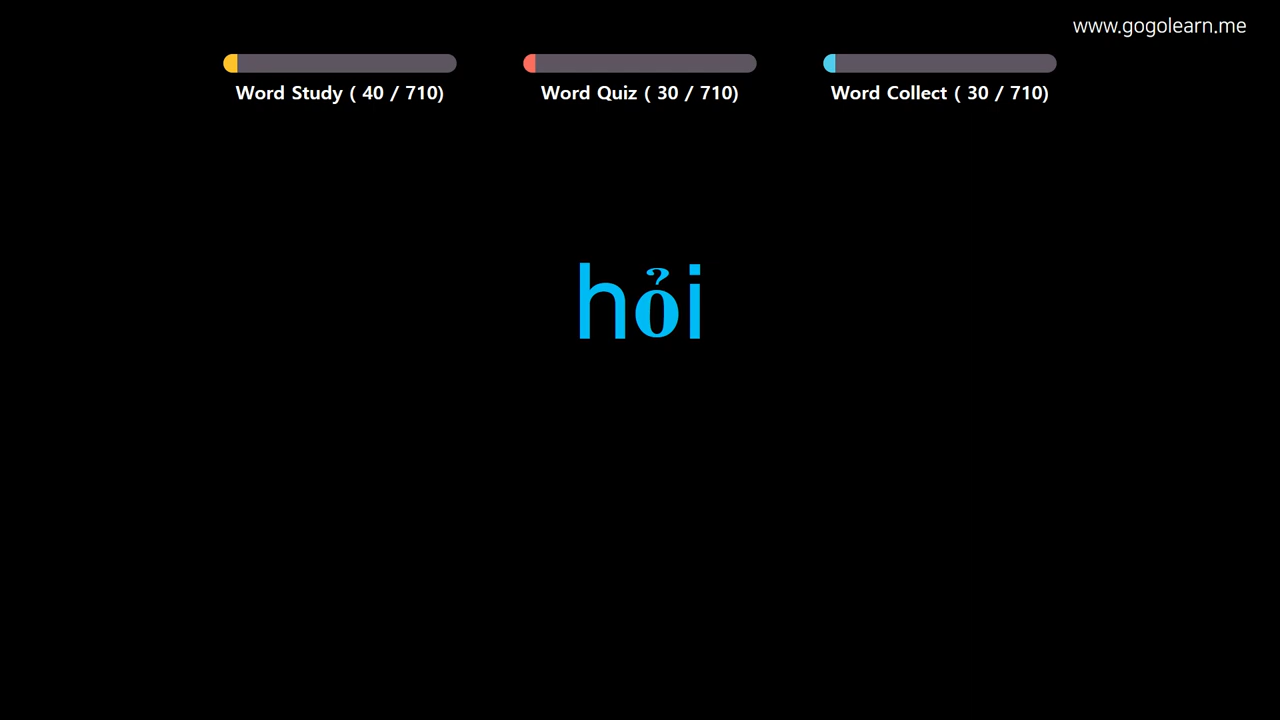 www.gogolearn.me
Word Study ( 40 / 710)
Word Quiz ( 30 / 710)
Word Collect ( 30 / 710)
hỏi